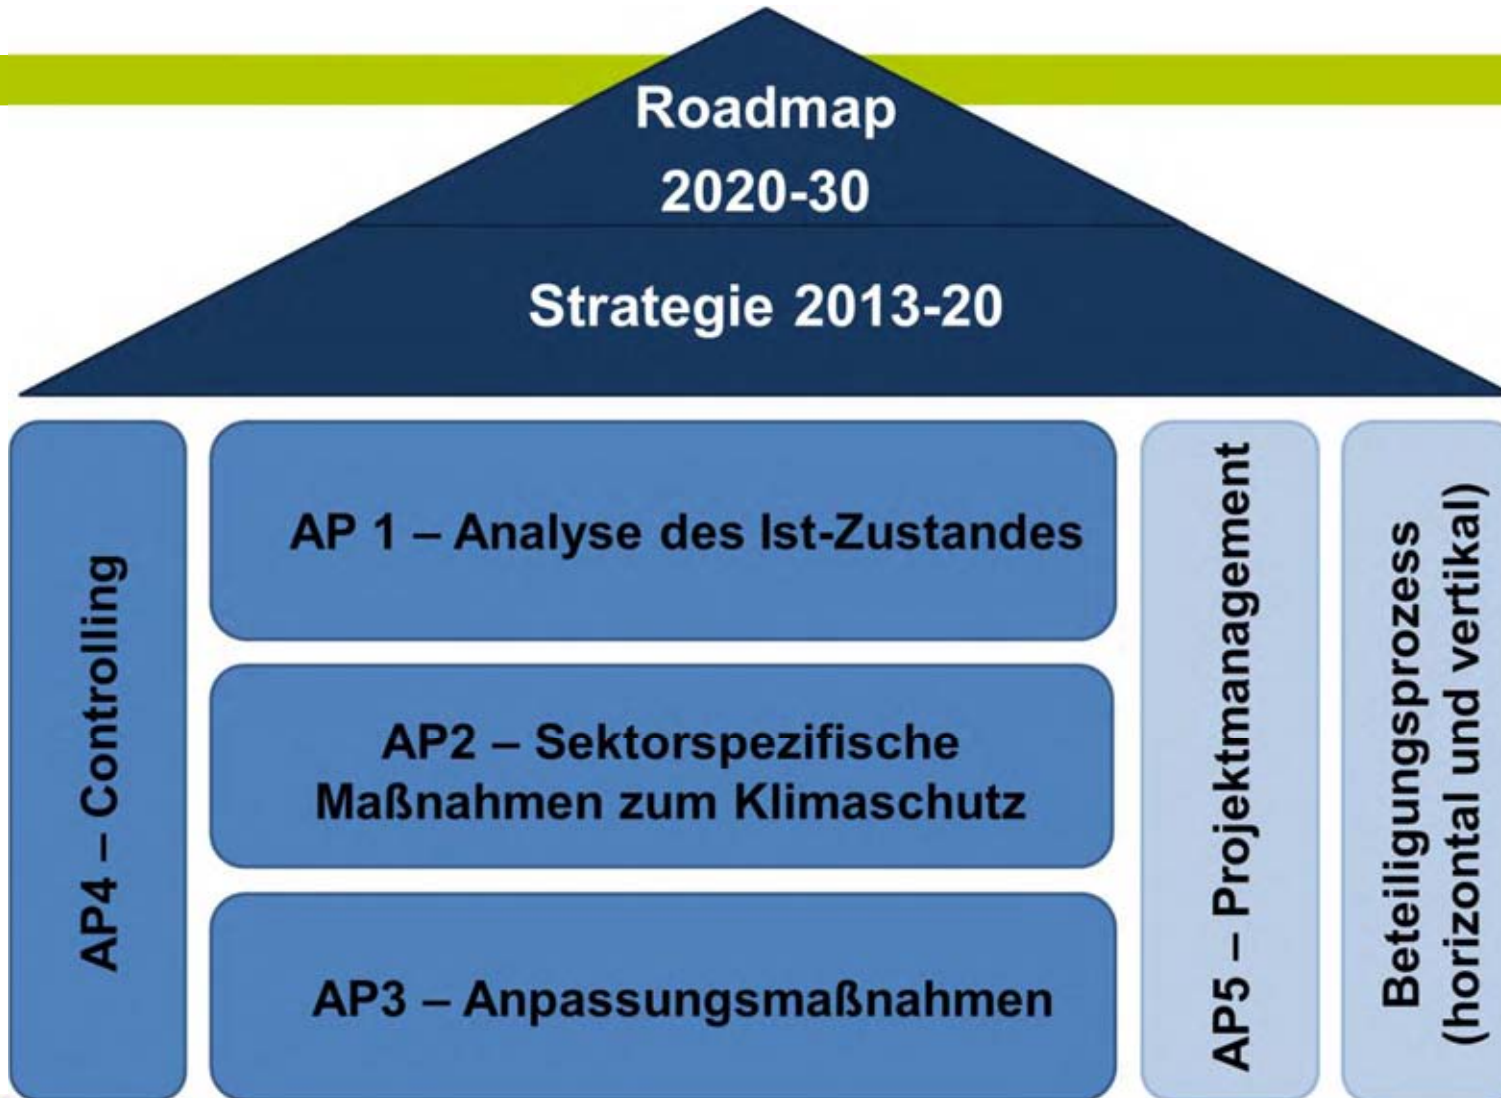 Roadmap
2020-30
Strategie 2013-20
AP4 – Controlling
AP 1 – Analyse des Ist-Zustandes
AP2 – Sektorspezifische
Maßnahmen zum Klimaschutz
AP3 – Anpassungsmaßnahmen
AP5 – Projektmanagement
Beteiligungsprozess
(horizontal und vertikal)